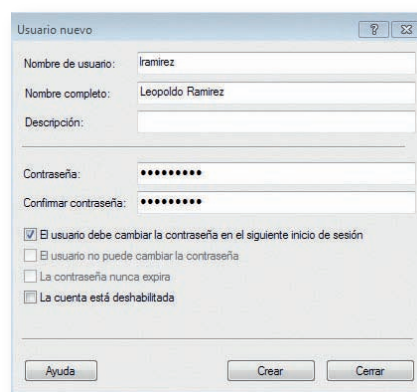 Usuario nuevo
Nombre de usuario: lramirez
Nombre completo: Leopoldo Ramirez
Descripción:
Contraseña: •••••••••
Confirmar contraseña: •••••••••
El usuario debe cambiar la contraseña en el siguiente inicio de sesión
El usuario no puede cambiar la contraseña
La contraseña nunca expira
La cuenta está deshabilitada
Ayuda Crear Cerrar